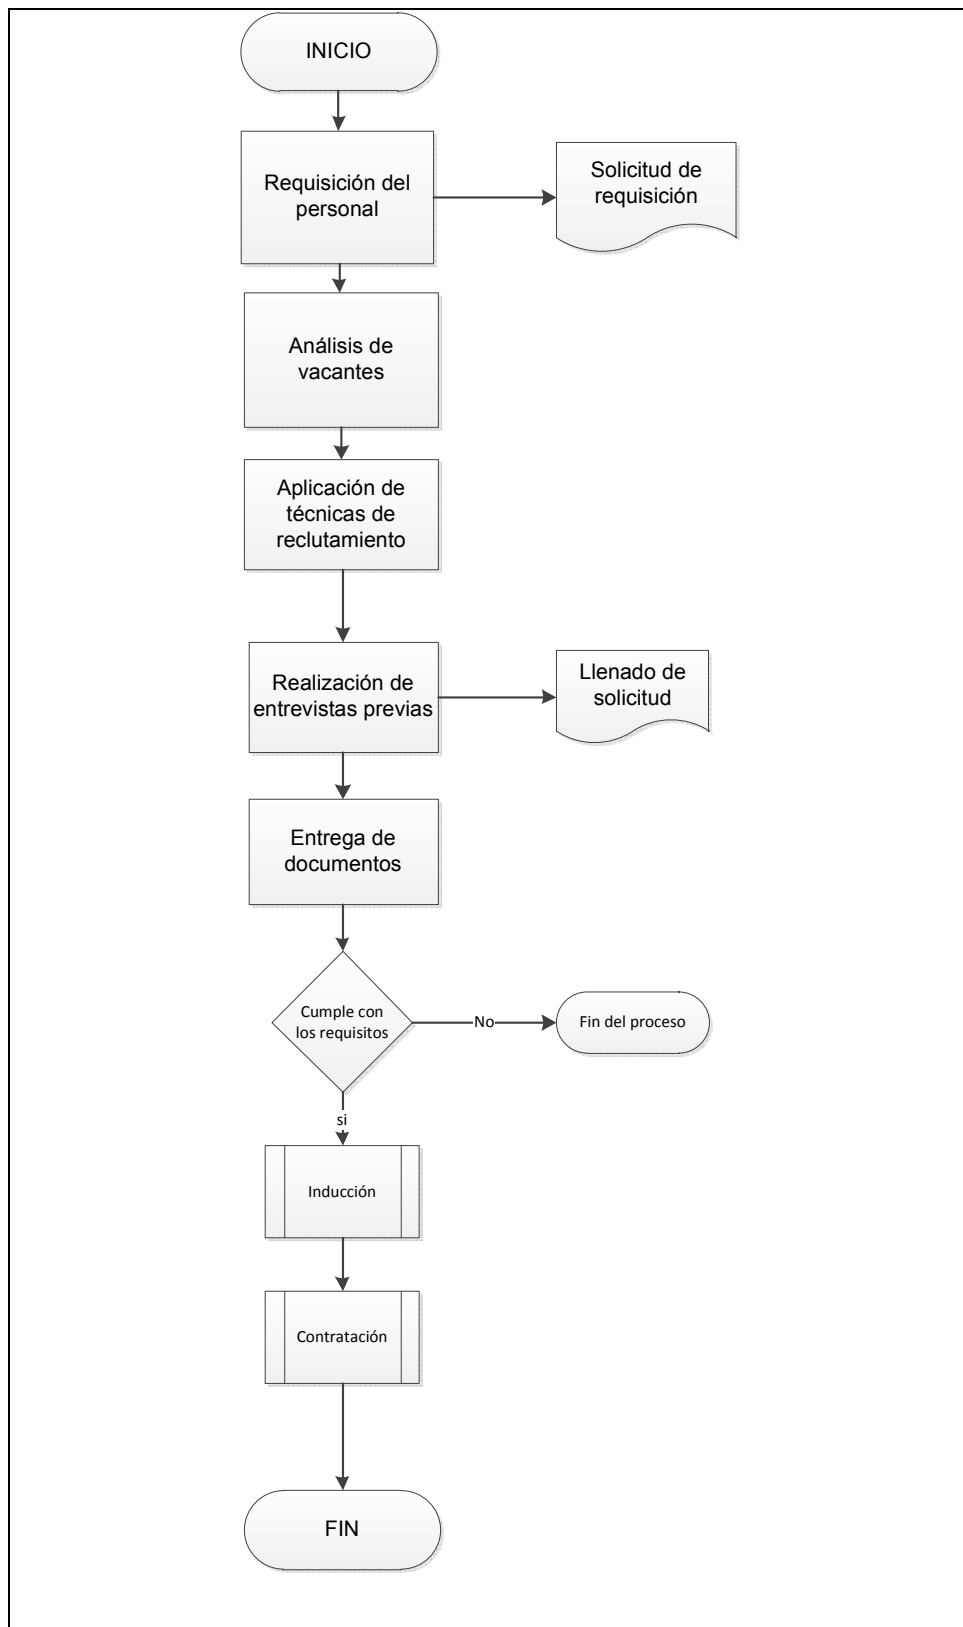 INICIO
Requisición del
personal
Solicitud de
requisición
Análisis de
vacantes
Aplicación de
técnicas de
reclutamiento
Realización de
entrevistas previas
Llenado de
solicitud
Entrega de
documentos
Cumple con
los requisitos
No
Fin del proceso
si
Inducción
Contratación
FIN